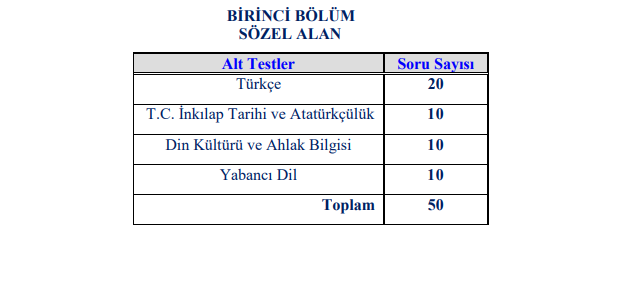 BİRİNCİ BÖLÜM
SÖZEL ALAN
Alt Testler Soru Sayısı
Türkçe 20
T.C. İnkılap Tarihi ve Atatürkçülük 10
Din Kültürü ve Ahlak Bilgisi 10
Yabancı Dil 10
Toplam 50